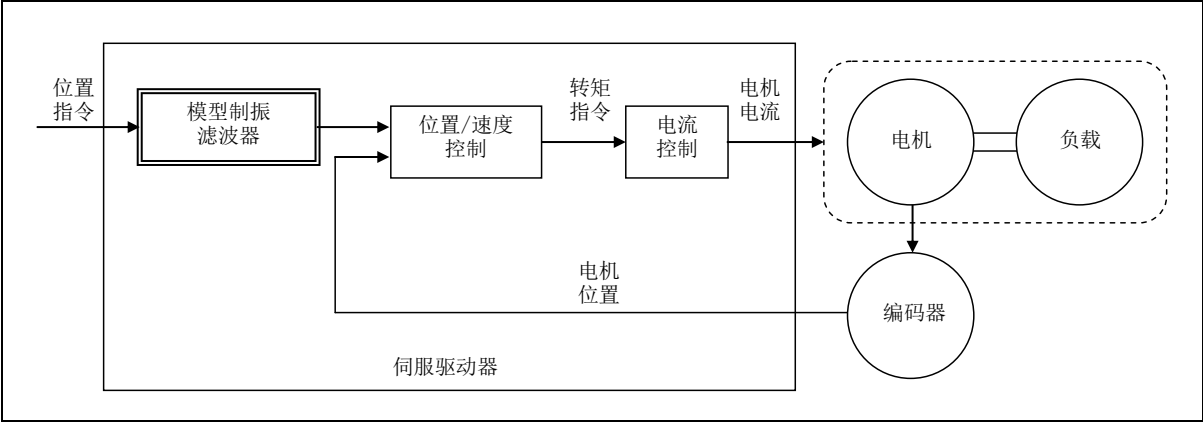 位置
指令
模型制振
滤波器
位置/速度
控制
转矩
指令
电流
控制
电机
电流
电机
负载
电机
位置
编码器
伺服驱动器